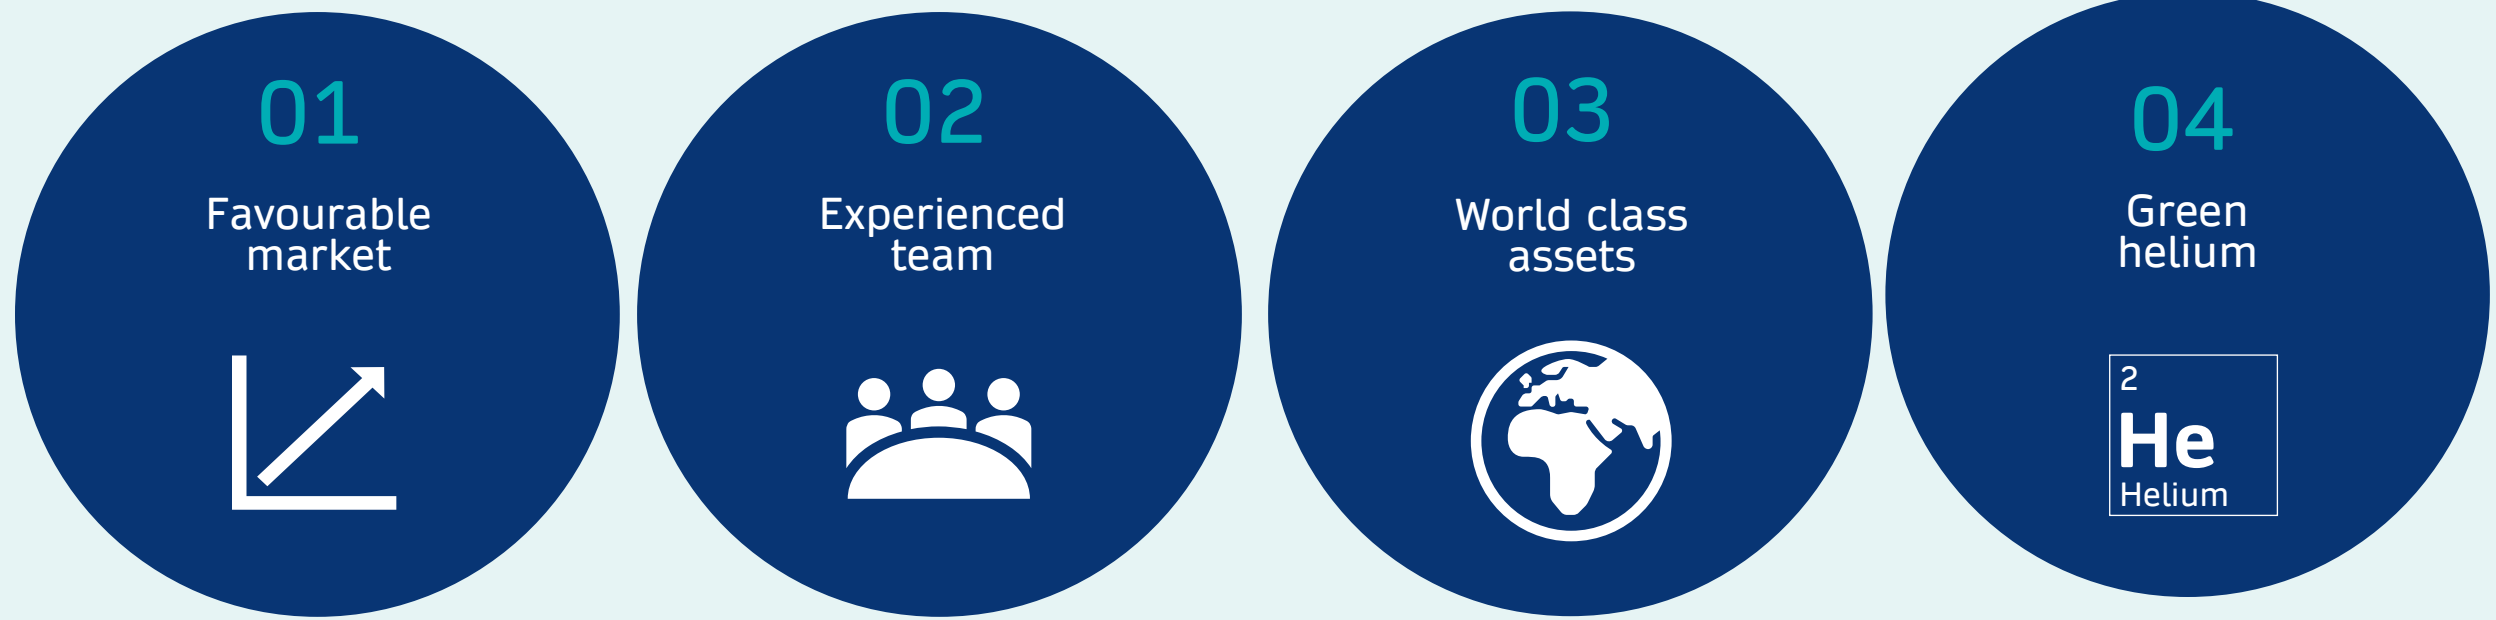 01
Favourable
market
02
Experienced
team
03
World class
assets
04
Green
helium
2
He
Helium